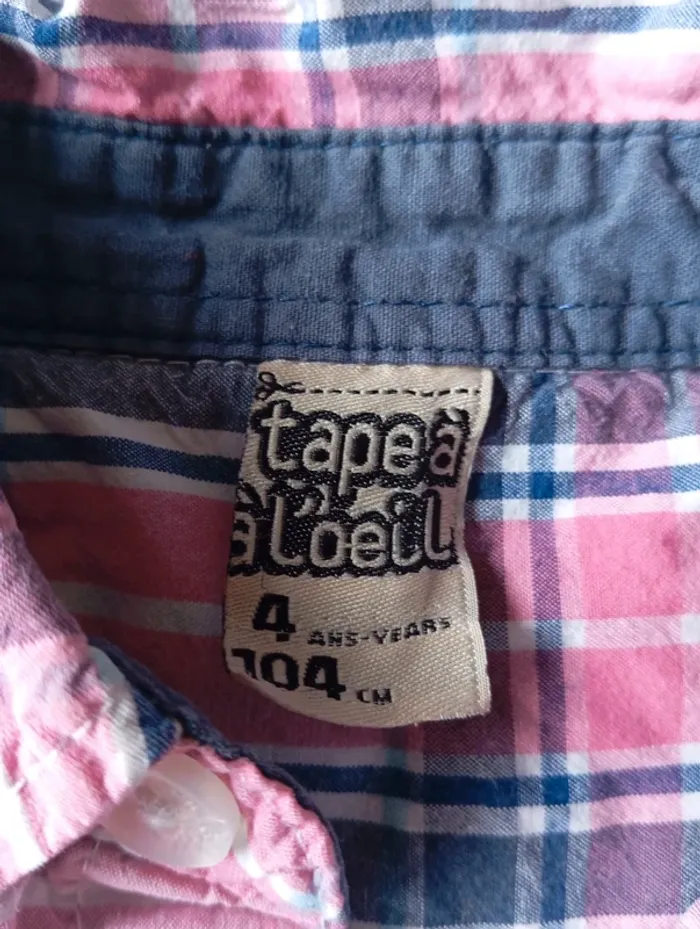 tape à
à l'oeil
4 ANS-YEARS
104 CM